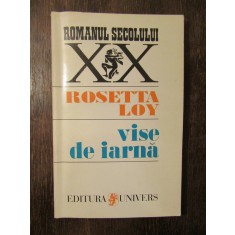 ROMANUL SECOLULUI
XX
ROSETTA
LOY
vise
de iarnă
EDITURA UNIVERS